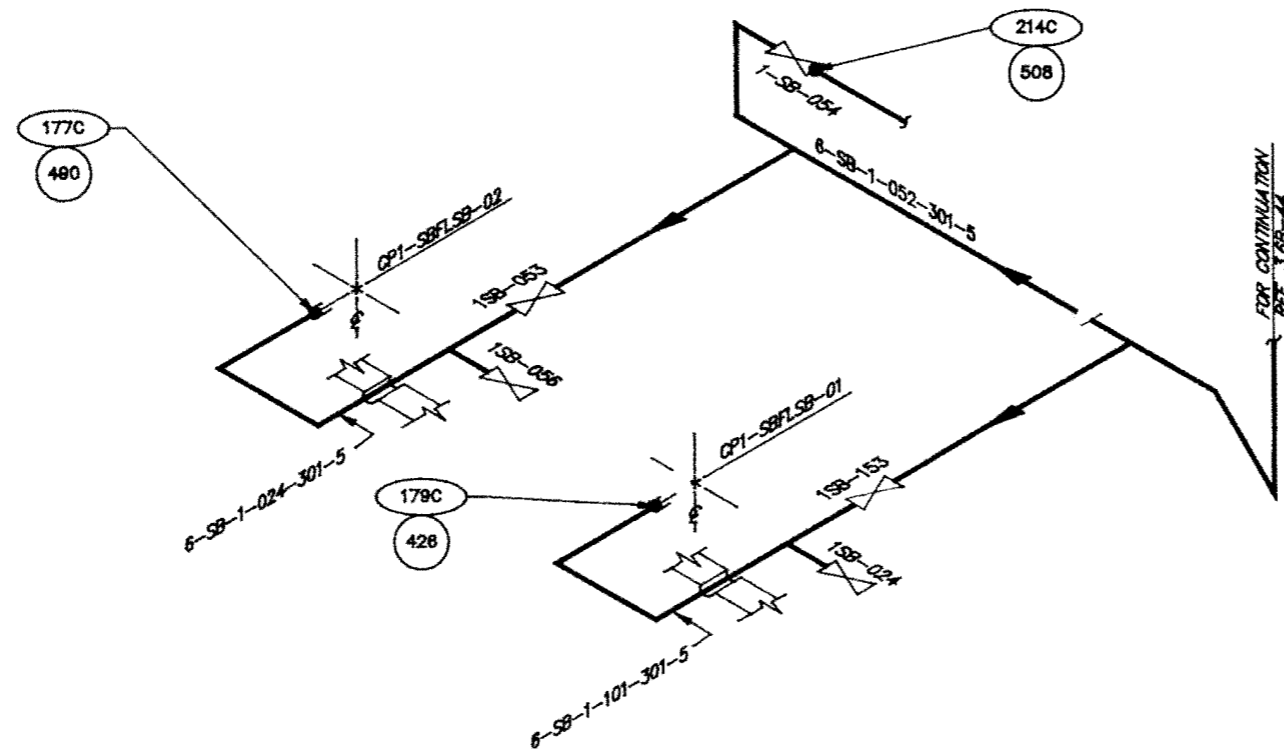 214C
508
1-SB-054
177C
490
6-SB-1-052-301-5
CP1-SBFLSB-02
1SB-053
1SB-056
6-SB-1-024-301-5
FOR CONTINUATION
CP1-SBFLSB-01
1SB-153
179C
426
1SB-024
6-SB-1-101-301-5